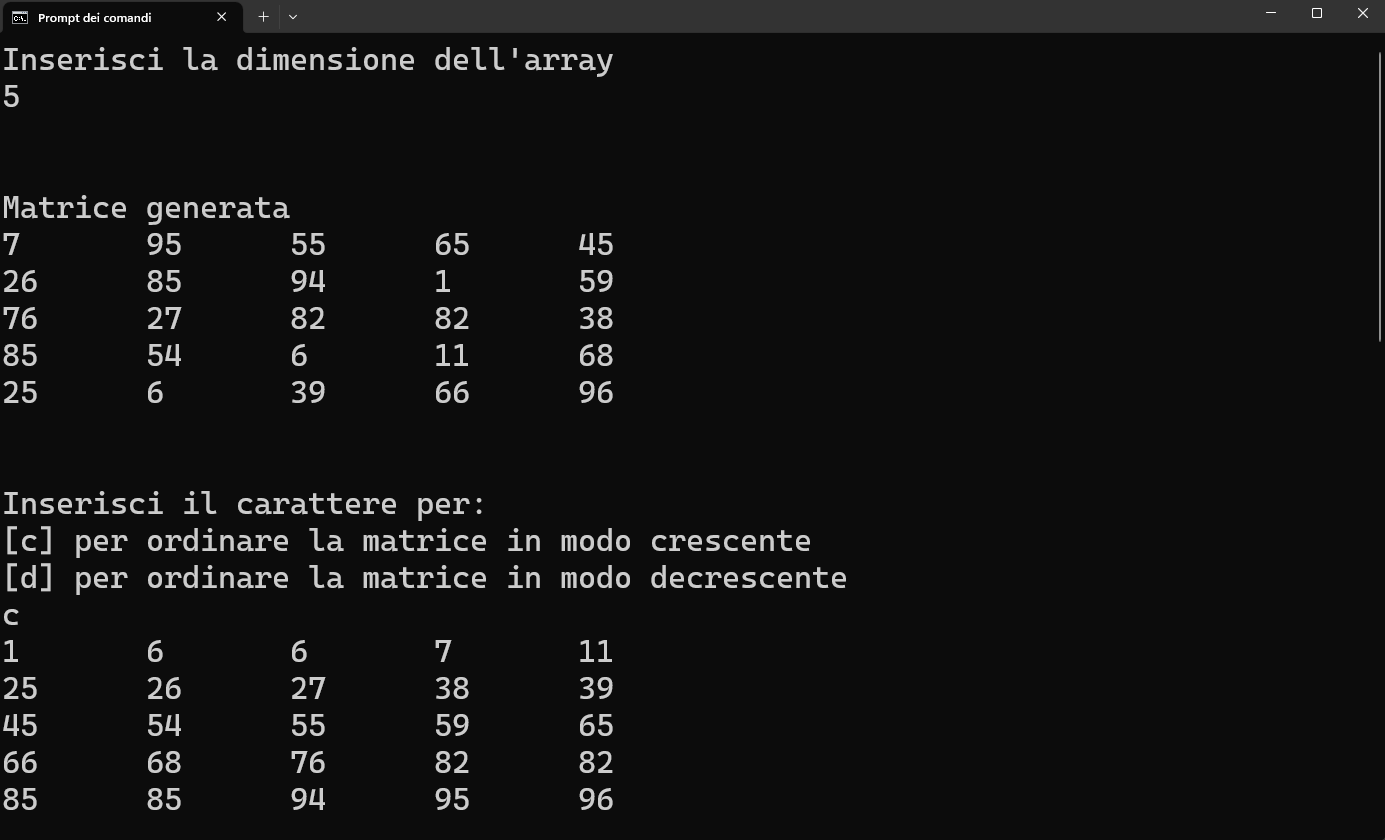 Prompt dei comandi
Inserisci la dimensione dell'array
5
Matrice generata
7 95 55 65 45
26 85 94 1 59
76 27 82 82 38
85 54 6 11 68
25 6 39 66 96
Inserisci il carattere per:
[c] per ordinare la matrice in modo crescente
[d] per ordinare la matrice in modo decrescente
c
1 6 6 7 11
25 26 27 38 39
45 54 55 59 65
66 68 76 82 82
85 85 94 95 96